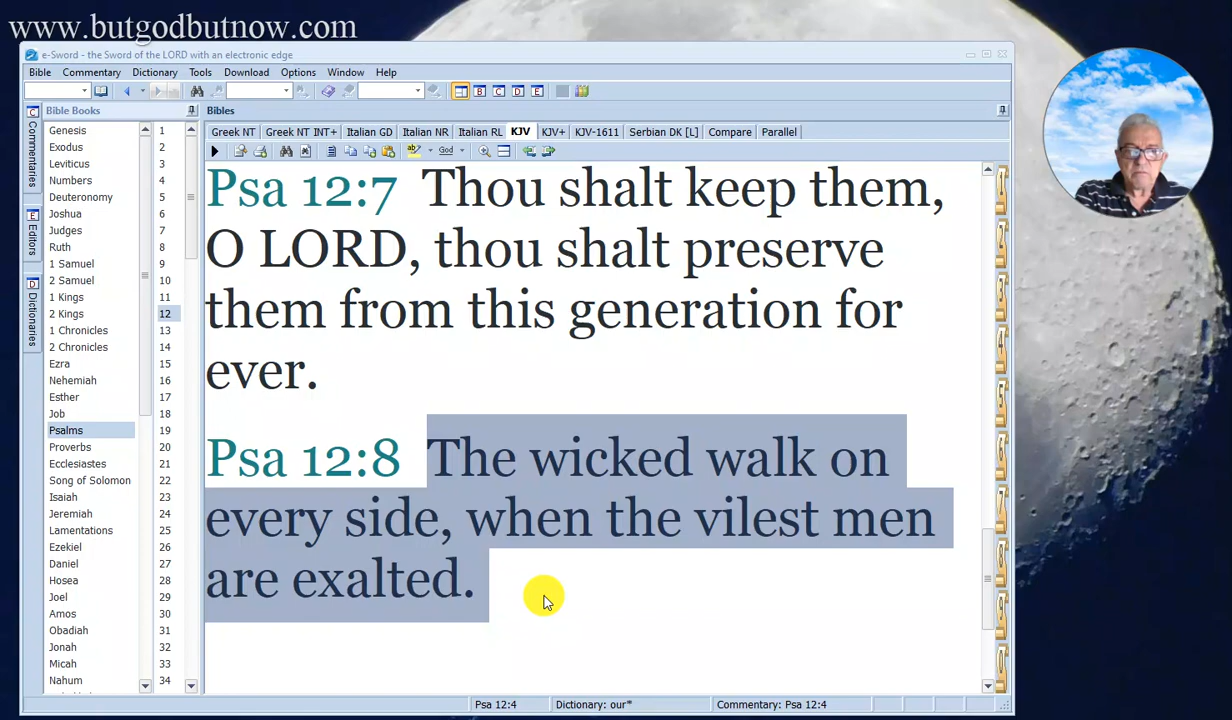 www.butgodbutnow.com
e-Sword - the Sword of the LORD with an electronic edge
Bible Commentary Dictionary Tools Download Options Window Help
Bible Books
Bibles
Greek NT Greek NT INT+ Italian GD Italian NR Italian RL KJV KJV+ KJV-1611 Serbian DK [L] Compare Parallel
Commentaries
Editors
Dictionaries
Genesis 1
Exodus 2
Leviticus 3
Numbers 4
Deuteronomy 5
Joshua 6
Judges 7
Ruth 8
1 Samuel 9
2 Samuel 10
1 Kings 11
2 Kings 12
1 Chronicles 13
2 Chronicles 14
Ezra 15
Nehemiah 16
Esther 17
Job 18
Psalms 19
Proverbs 20
Ecclesiastes 21
Song of Solomon 22
Isaiah 23
Jeremiah 24
Lamentations 25
Ezekiel 26
Daniel 27
Hosea 28
Joel 29
Amos 30
Obadiah 31
Jonah 32
Micah 33
Nahum 34
God
Psa 12:7 Thou shalt keep them,
O LORD, thou shalt preserve
them from this generation for
ever.
Psa 12:8 The wicked walk on
every side, when the vilest men
are exalted.
Psa 12:4 Dictionary: our* Commentary: Psa 12:4